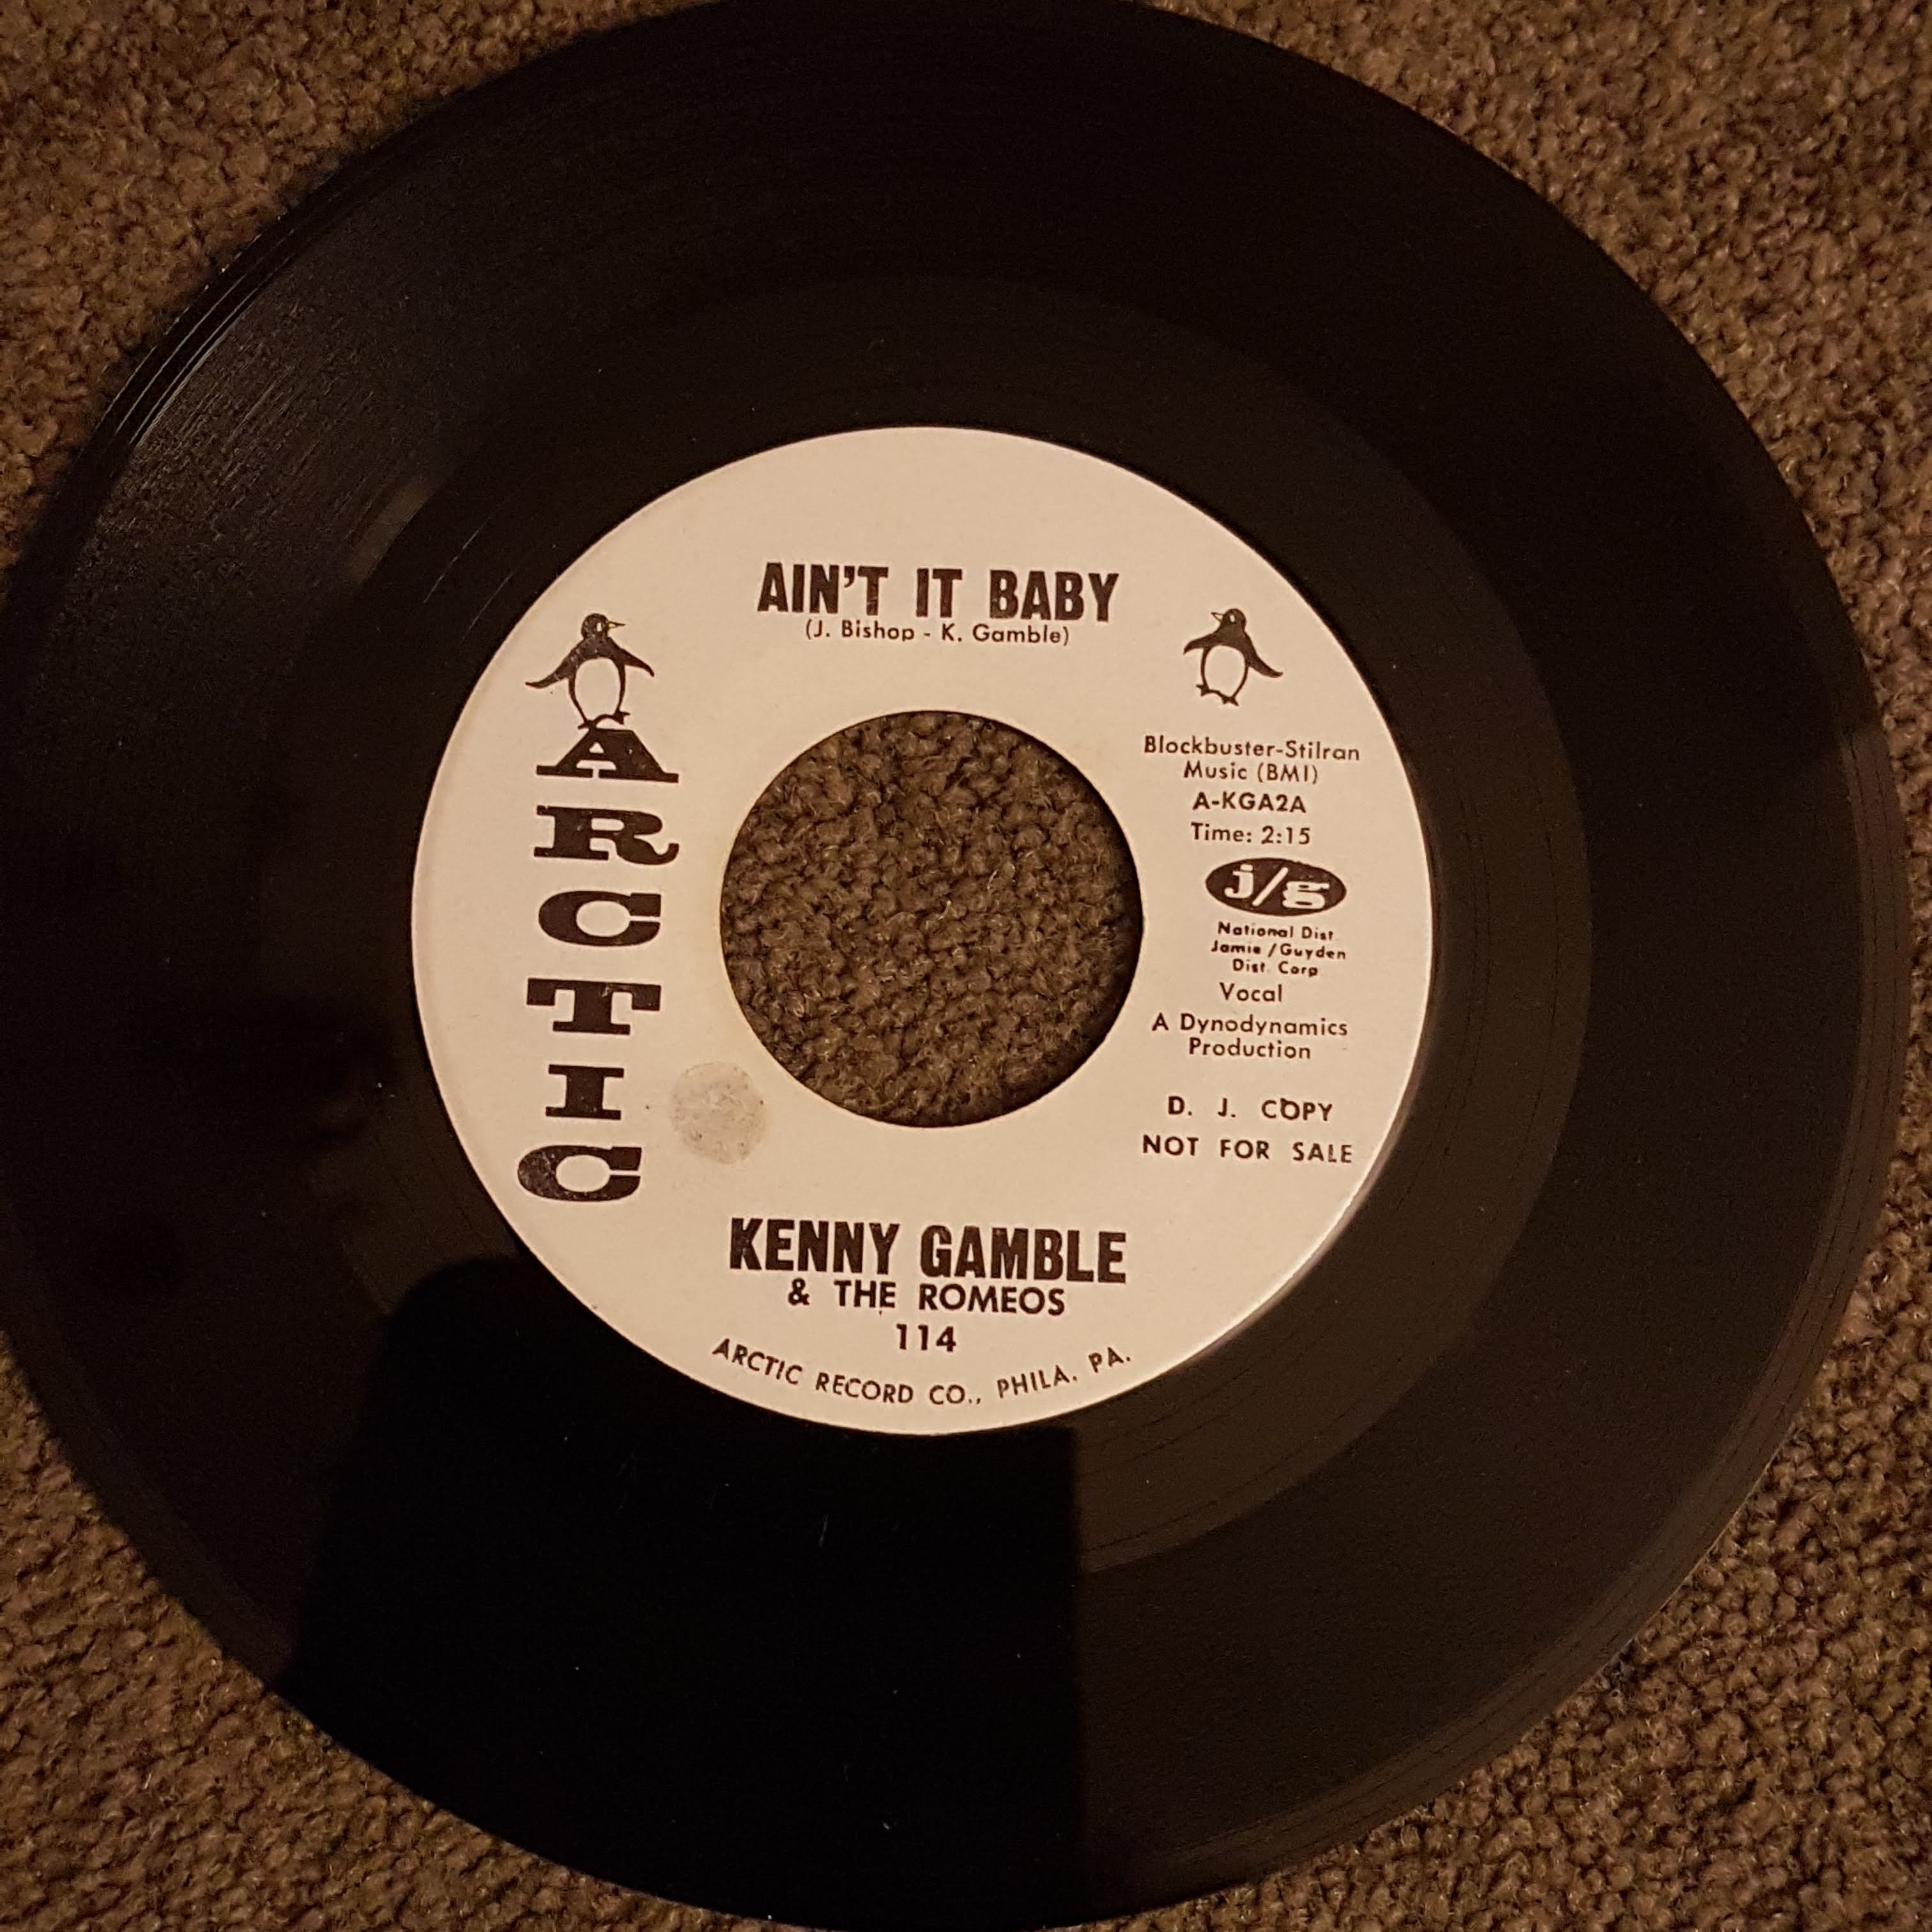 AIN'T IT BABY
(J. Bishop - K. Gamble)
ARCTIC
Blockbuster-Stilran
Music (BMI)
A-KGA2A
Time: 2:15
j/g
National Dist.
Jamie/Guyden
Dist. Corp
Vocal
A Dynodynamics
Production
D. J. COPY
NOT FOR SALE
KENNY GAMBLE
& THE ROMEOS
114
ARCTIC RECORD CO., PHILA. PA.